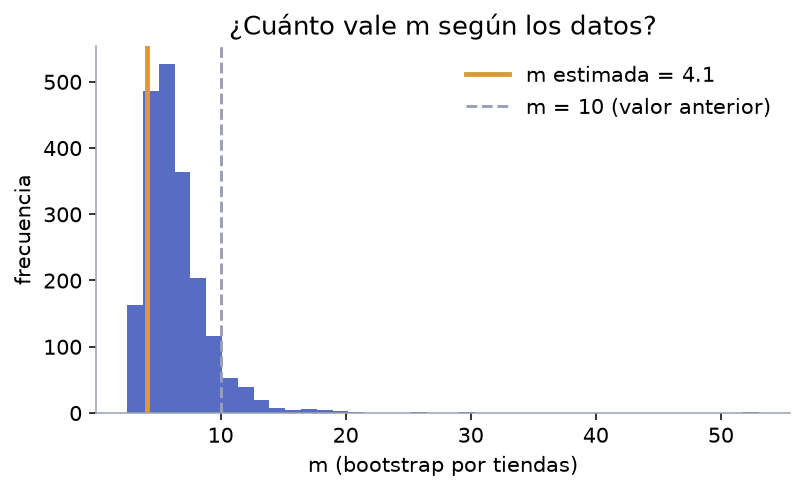 ¿Cuánto vale m según los datos?
m estimada = 4.1
m = 10 (valor anterior)
frecuencia
500
400
300
200
100
0
10
20
30
40
50
m (bootstrap por tiendas)